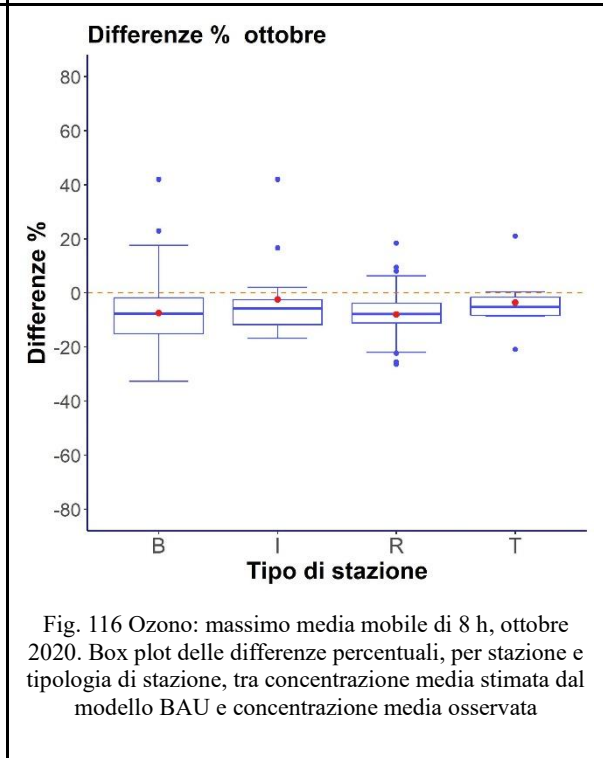 Differenze % ottobre
80
60
40
20
0
-20
-40
-60
-80
Differenze %
B I R T
Tipo di stazione
Fig. 116 Ozono: massimo media mobile di 8 h, ottobre
2020. Box plot delle differenze percentuali, per stazione e
tipologia di stazione, tra concentrazione media stimata dal
modello BAU e concentrazione media osservata